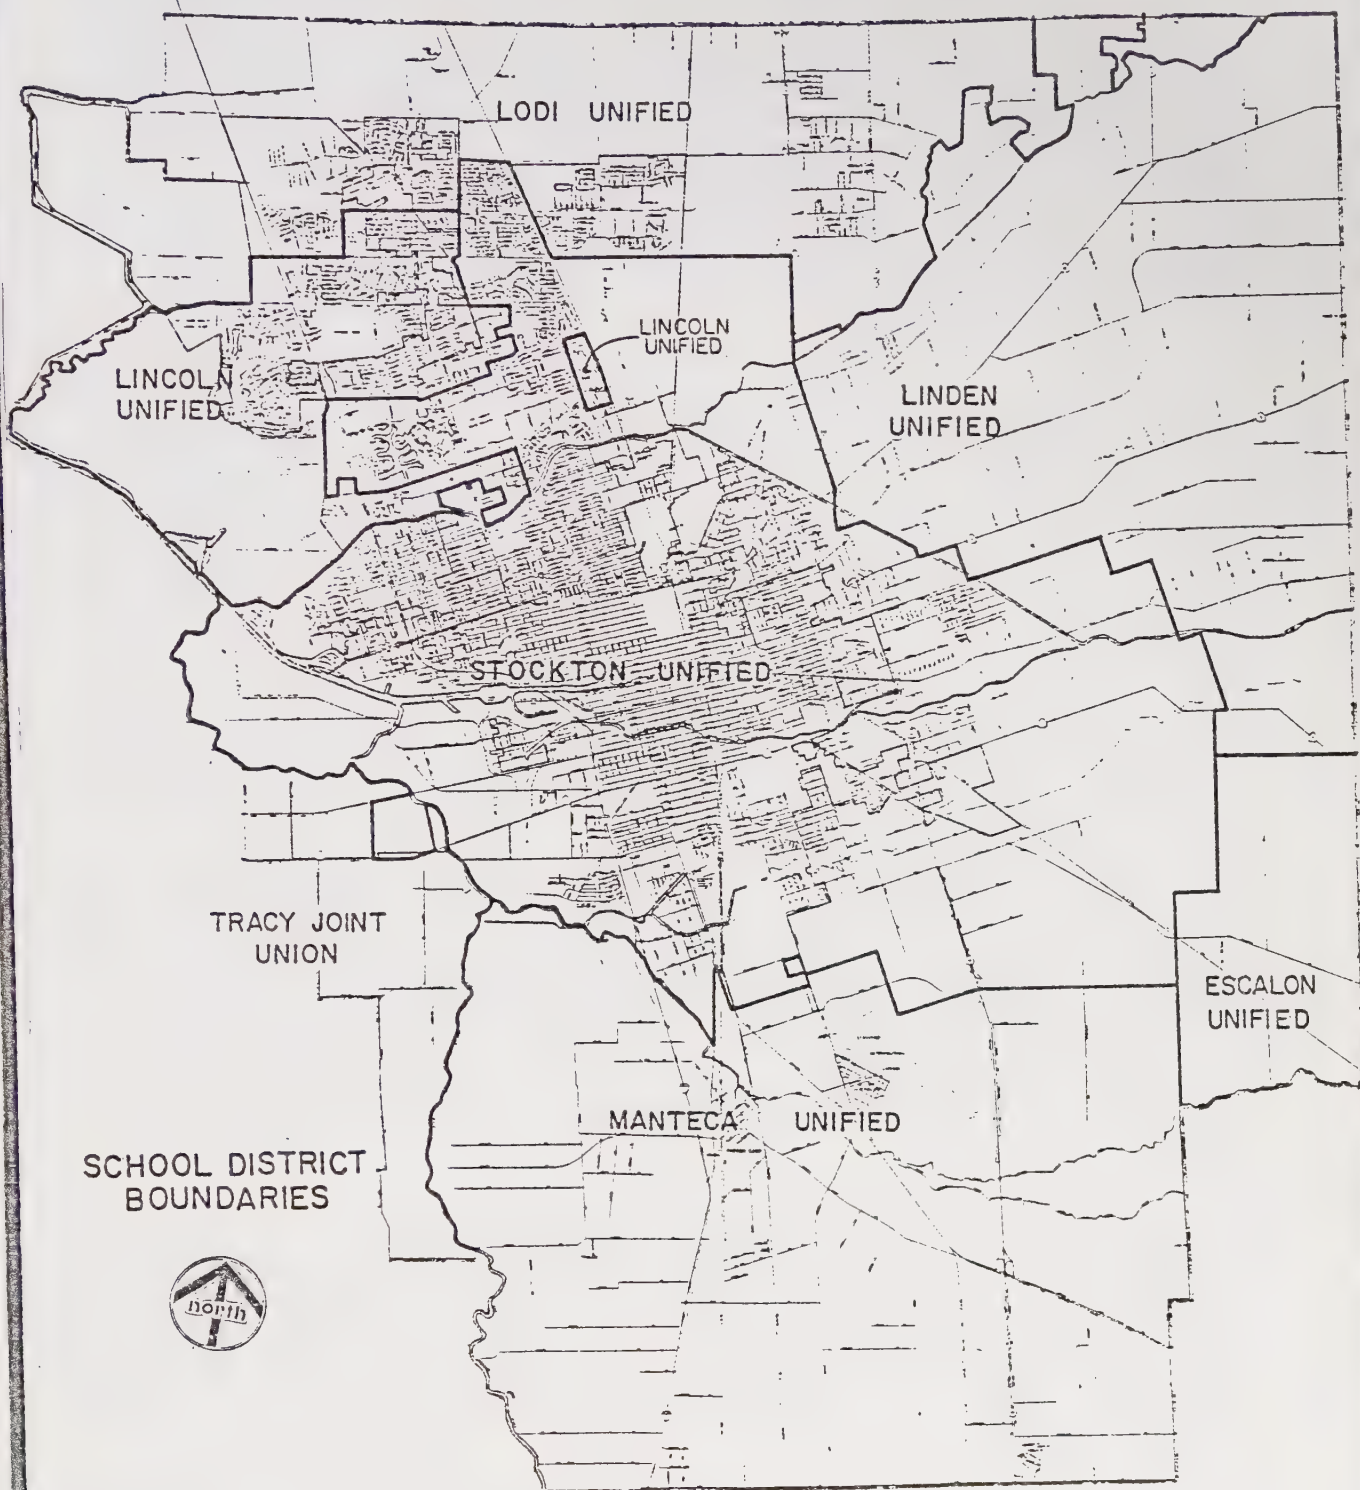 LODI UNIFIED
LINCOLN
UNIFIED
LINCOLN
UNIFIED
LINDEN
UNIFIED
STOCKTON UNIFIED
TRACY JOINT
UNION
ESCALON
UNIFIED
MANTECA UNIFIED
SCHOOL DISTRICT
BOUNDARIES
north